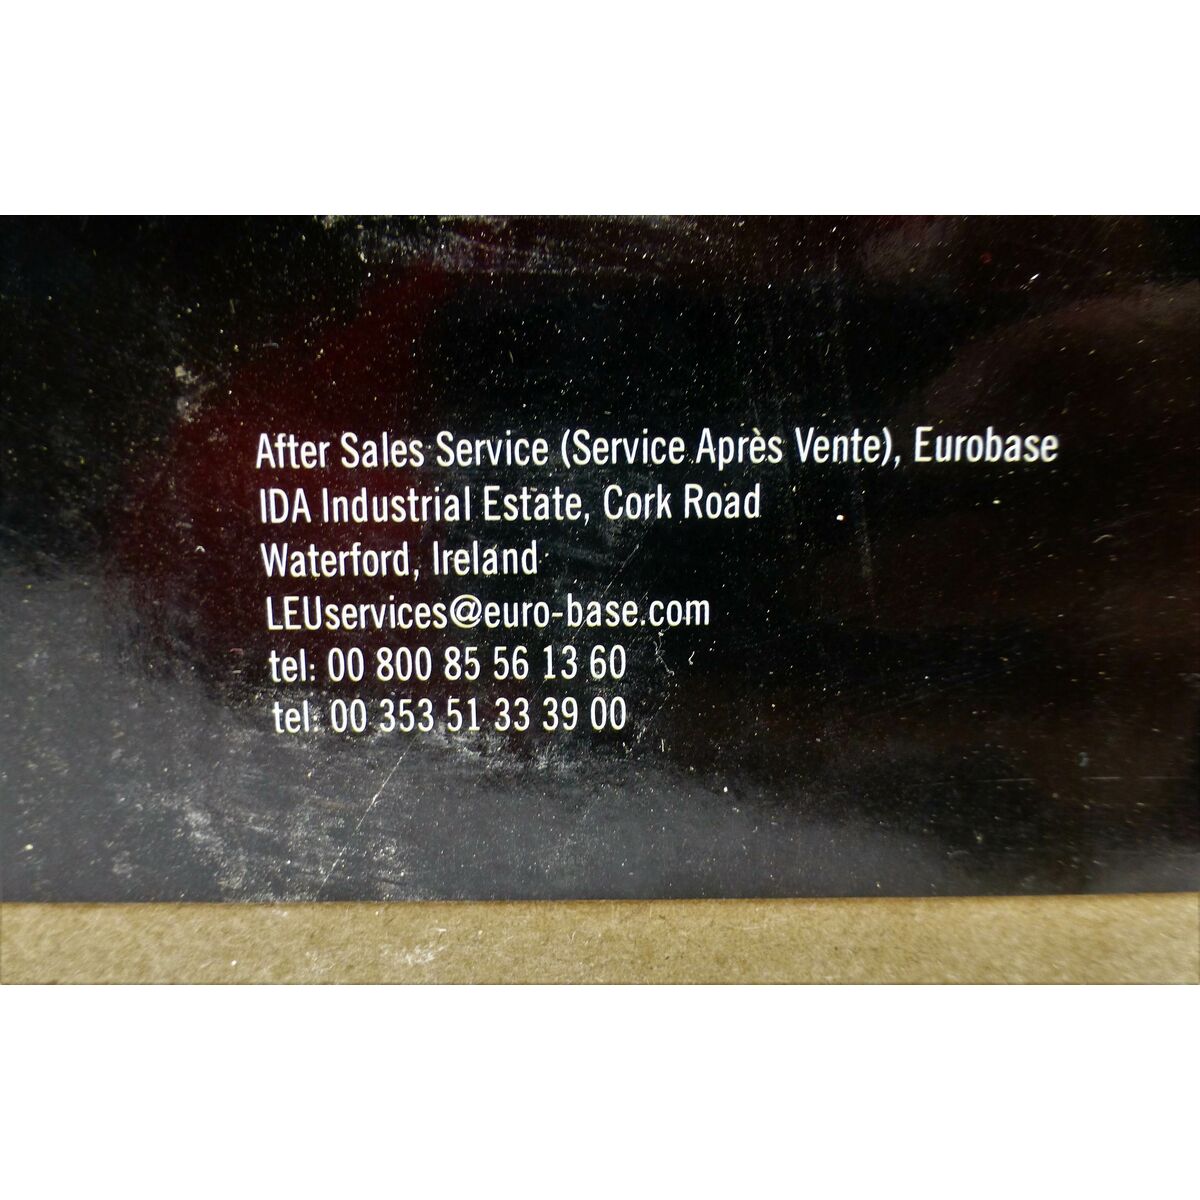 After Sales Service (Service Après Vente), Eurobase
IDA Industrial Estate, Cork Road
Waterford, Ireland
LEUservices@euro-base.com
tel: 00 800 85 56 13 60
tel: 00 353 51 33 39 00